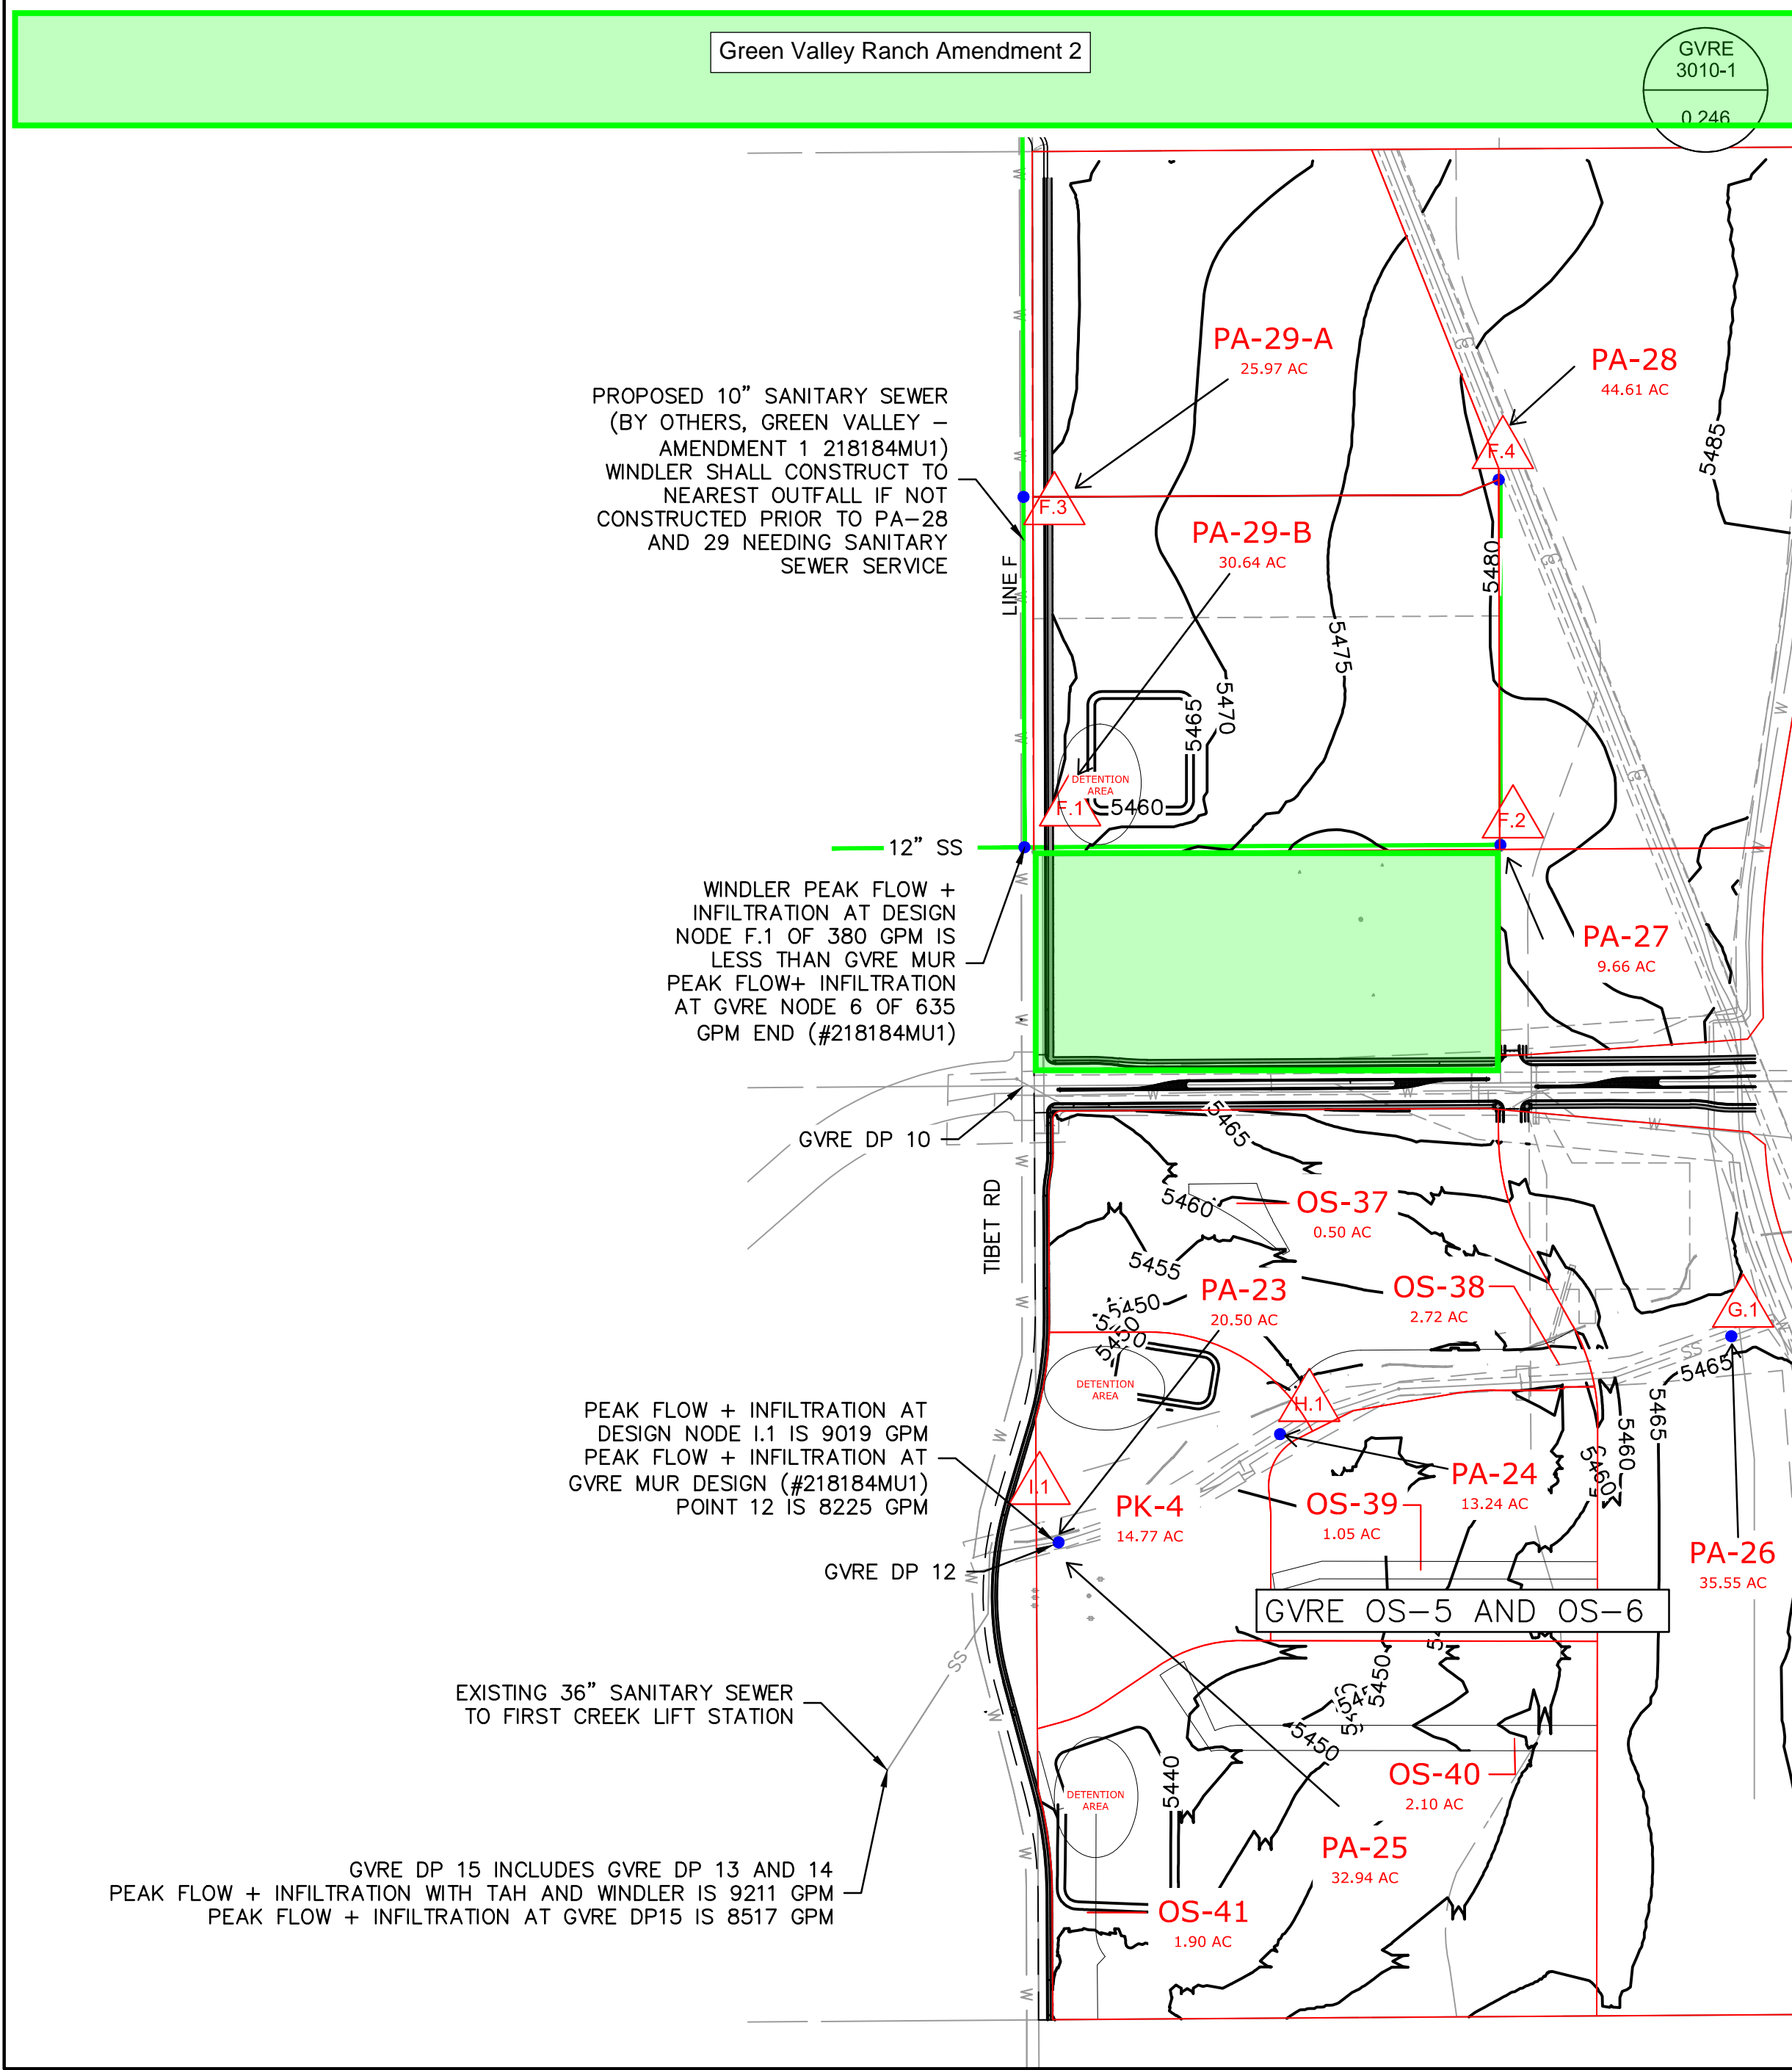 Green Valley Ranch Amendment 2
GVRE
3010-1
0.246
PA-29-A
25.97 AC
PA-28
44.61 AC
5485
PROPOSED 10" SANITARY SEWER
(BY OTHERS, GREEN VALLEY –
AMENDMENT 1 218184MU1)
WINDLER SHALL CONSTRUCT TO
NEAREST OUTFALL IF NOT
CONSTRUCTED PRIOR TO PA-28
AND 29 NEEDING SANITARY
SEWER SERVICE
F.4
F.3
PA-29-B
30.64 AC
LINE F
5480
5475
5470
5465
DETENTION
AREA
F.1
5460
F.2
12" SS
WINDLER PEAK FLOW +
INFILTRATION AT DESIGN
NODE F.1 OF 380 GPM IS
LESS THAN GVRE MUR
PEAK FLOW+ INFILTRATION
AT GVRE NODE 6 OF 635
GPM END (#218184MU1)
PA-27
9.66 AC
GVRE DP 10
TIBET RD
5465
5460
OS-37
0.50 AC
5455
PA-23
20.50 AC
OS-38
2.72 AC
G.1
5450
5450
SS
5465
DETENTION
AREA
H.1
PEAK FLOW + INFILTRATION AT
DESIGN NODE I.1 IS 9019 GPM
PEAK FLOW + INFILTRATION AT
GVRE MUR DESIGN (#218184MU1)
POINT 12 IS 8225 GPM
I.1
PK-4
14.77 AC
PA-24
13.24 AC
OS-39
1.05 AC
5460
5460
5465
PA-26
35.55 AC
GVRE DP 12
GVRE OS-5 AND OS-6
SS
EXISTING 36" SANITARY SEWER
TO FIRST CREEK LIFT STATION
5450
5450
5440
DETENTION
AREA
OS-40
2.10 AC
PA-25
32.94 AC
GVRE DP 15 INCLUDES GVRE DP 13 AND 14
PEAK FLOW + INFILTRATION WITH TAH AND WINDLER IS 9211 GPM
PEAK FLOW + INFILTRATION AT GVRE DP15 IS 8517 GPM
OS-41
1.90 AC